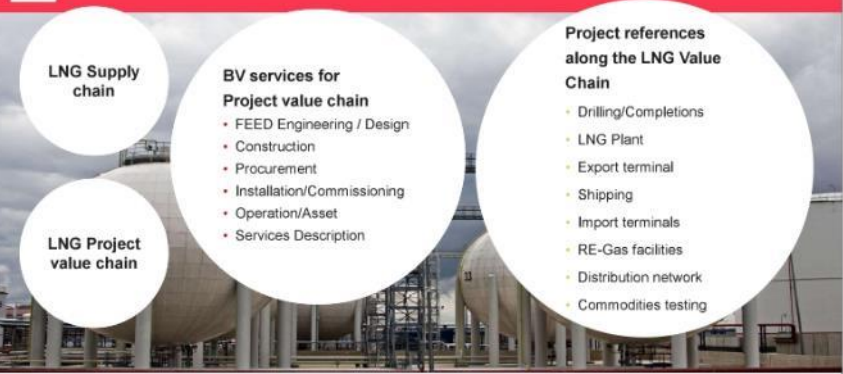 LNG Supply
chain
LNG Project
value chain
BV services for
Project value chain
• FEED Engineering / Design
• Construction
• Procurement
• Installation/Commissioning
• Operation/Asset
• Services Description
Project references
along the LNG Value
Chain
• Drilling/Completions
• LNG Plant
• Export terminal
• Shipping
• Import terminals
• RE-Gas facilities
• Distribution network
• Commodities testing
33